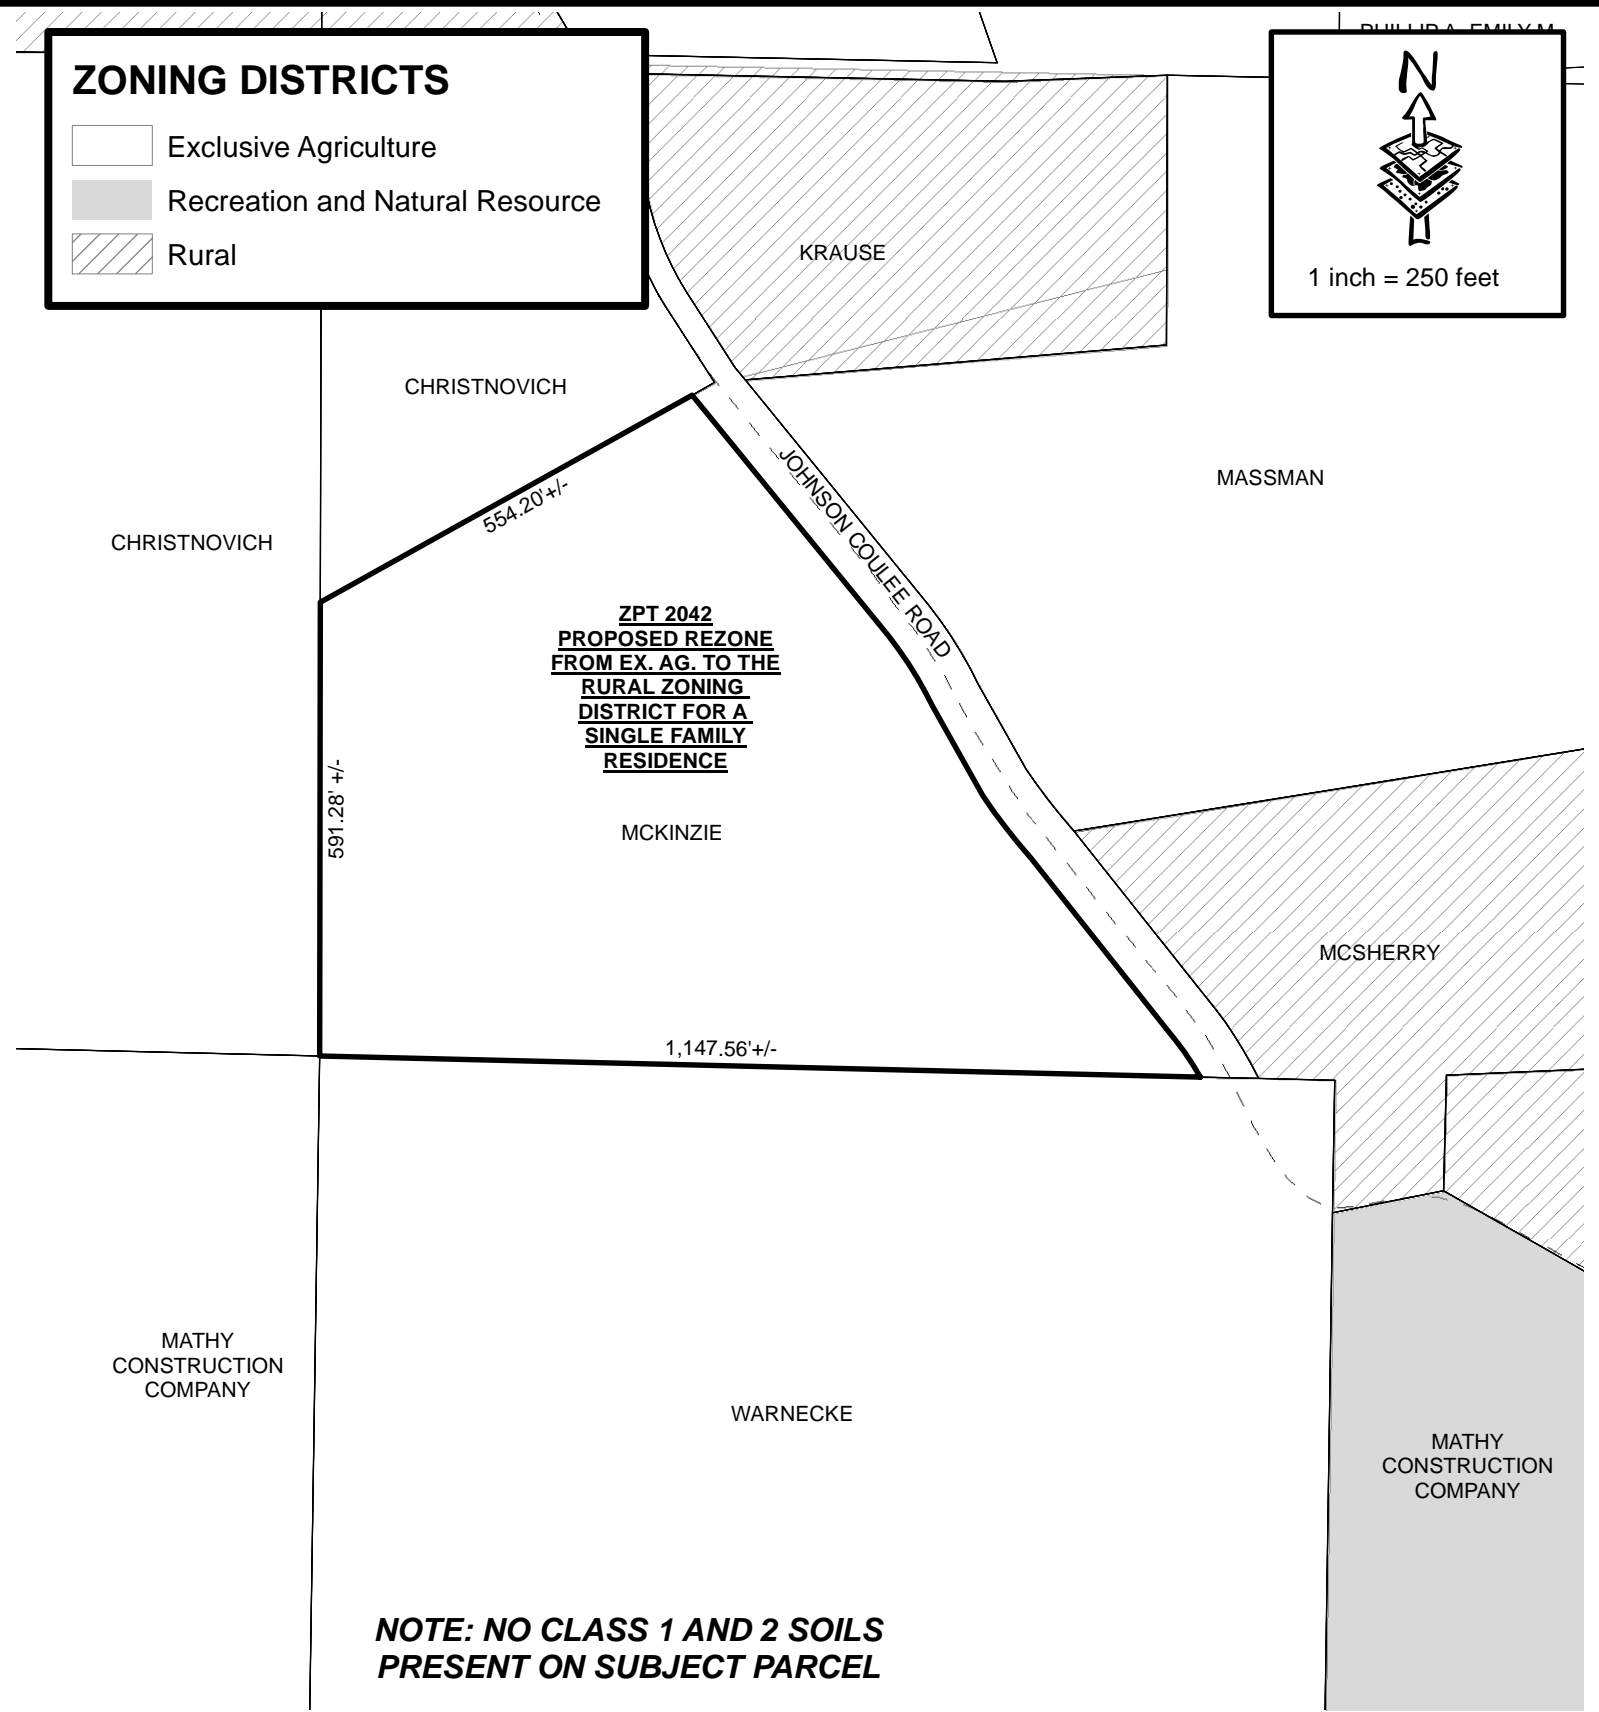 PHILLIP A, EMILY M
ZONING DISTRICTS
Exclusive Agriculture
Recreation and Natural Resource
Rural
N
1 inch = 250 feet
KRAUSE
CHRISTNOVICH
MASSMAN
JOHNSON COULEE ROAD
554.20'+/-
CHRISTNOVICH
ZPT 2042
PROPOSED REZONE
FROM EX. AG. TO THE
RURAL ZONING
DISTRICT FOR A
SINGLE FAMILY
RESIDENCE
591.28' +/-
MCKINZIE
MCSHERRY
1,147.56'+/-
MATHY
CONSTRUCTION
COMPANY
WARNECKE
MATHY
CONSTRUCTION
COMPANY
NOTE: NO CLASS 1 AND 2 SOILS
PRESENT ON SUBJECT PARCEL